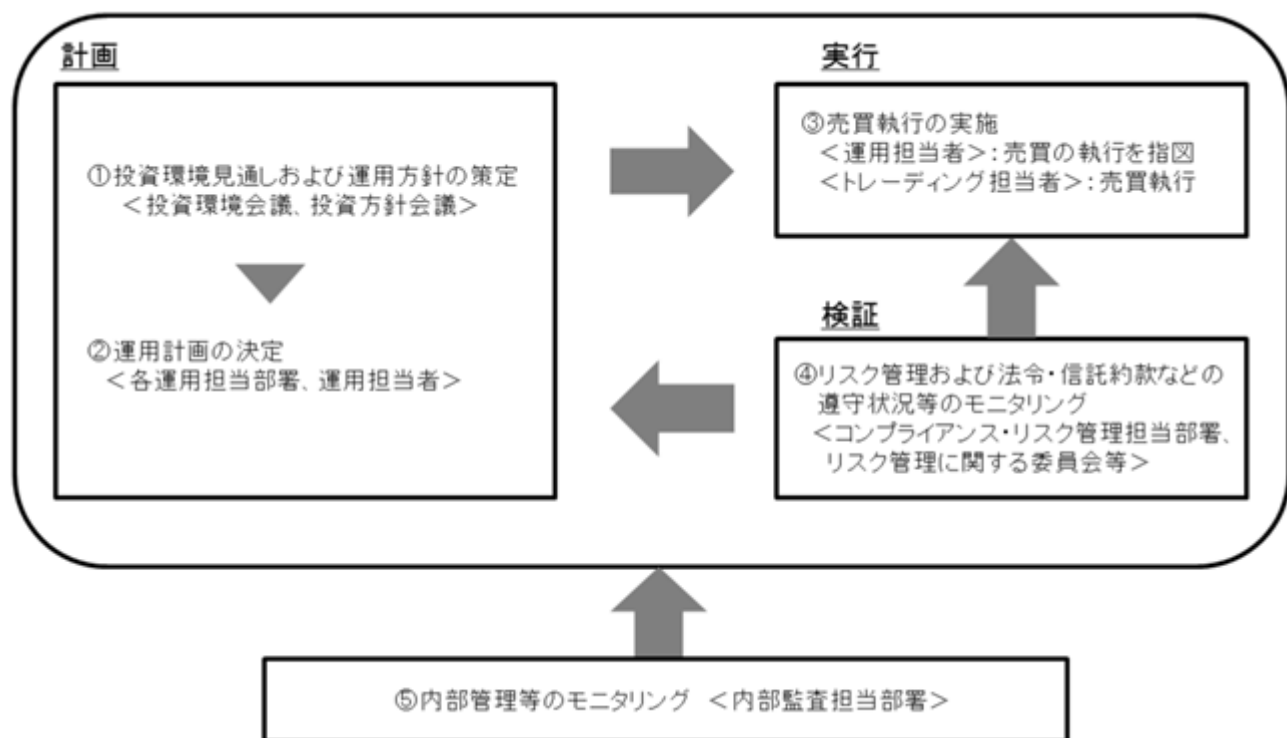 計画
①投資環境見通しおよび運用方針の策定
＜投資環境会議、投資方針会議＞
②運用計画の決定
＜各運用担当部署、運用担当者＞
実行
③売買執行の実施
＜運用担当者＞：売買の執行を指図
＜トレーディング担当者＞：売買執行
検証
④リスク管理および法令・信託約款などの
遵守状況等のモニタリング
＜コンプライアンス・リスク管理担当部署、
リスク管理に関する委員会等＞
⑤内部管理等のモニタリング ＜内部監査担当部署＞